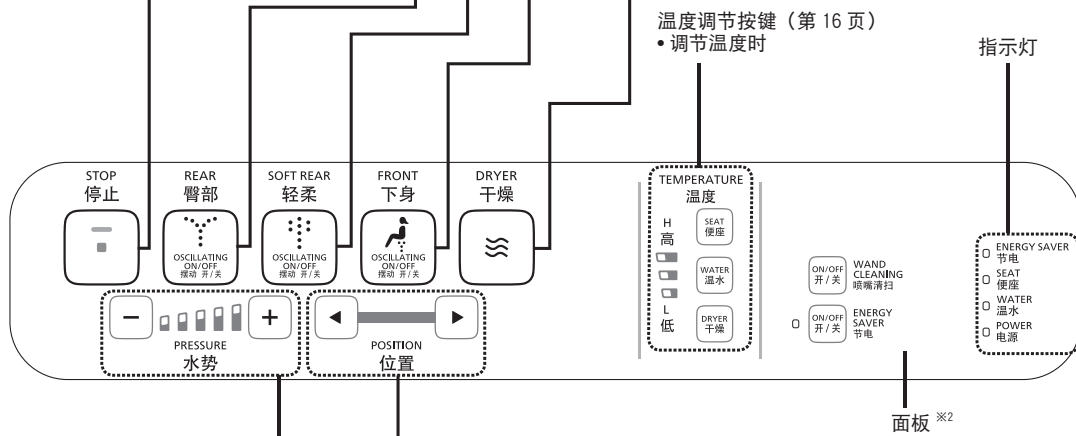 温度调节按键（第 16 页）
• 调节温度时
指示灯
STOP
停止
REAR
臀部
SOFT REAR
轻柔
FRONT
下身
DRYER
干燥
OSCILLATING
ON/OFF
摆动 开/关
OSCILLATING
ON/OFF
摆动 开/关
OSCILLATING
ON/OFF
摆动 开/关
− +
PRESSURE
水势
◀ ▶
POSITION
位置
TEMPERATURE
温度
H
高
L
低
SEAT
便座
WATER
温水
DRYER
干燥
ON/OFF
开/关
WAND
CLEANING
喷嘴清扫
ON/OFF
开/关
ENERGY
SAVER
节电
ENERGY SAVER
节电
SEAT
便座
WATER
温水
POWER
电源
面板 ※2